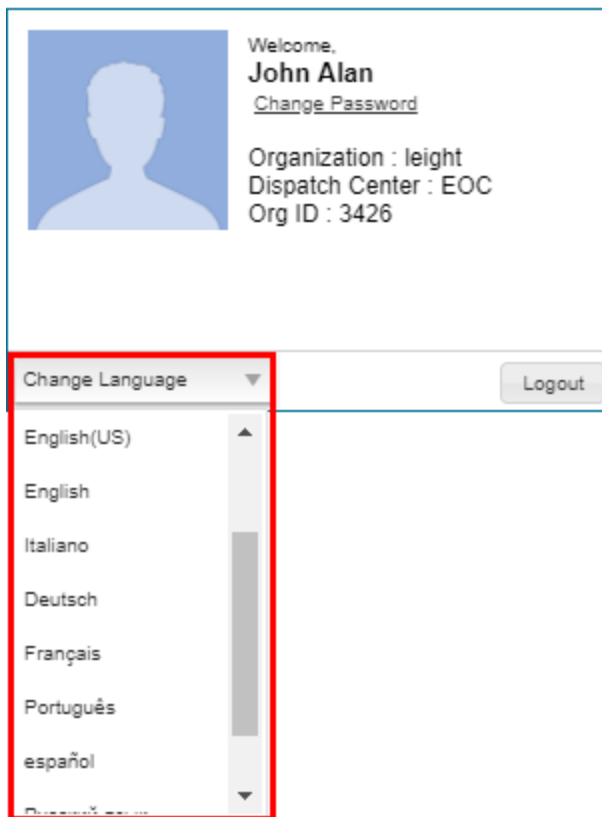 Welcome,
John Alan
Change Password
Organization : leight
Dispatch Center : EOC
Org ID : 3426
Change Language
Logout
English(US)
English
Italiano
Deutsch
Français
Português
español